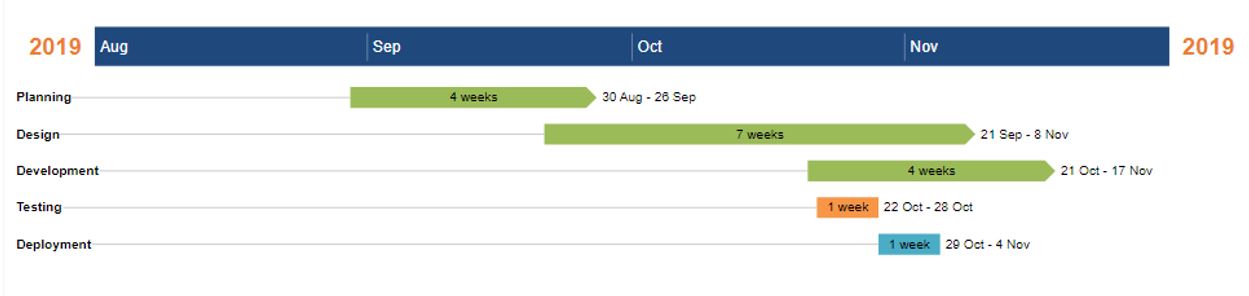 2019 Aug Sep Oct Nov 2019
Planning 4 weeks 30 Aug - 26 Sep
Design 7 weeks 21 Sep - 8 Nov
Development 4 weeks 21 Oct - 17 Nov
Testing 1 week 22 Oct - 28 Oct
Deployment 1 week 29 Oct - 4 Nov